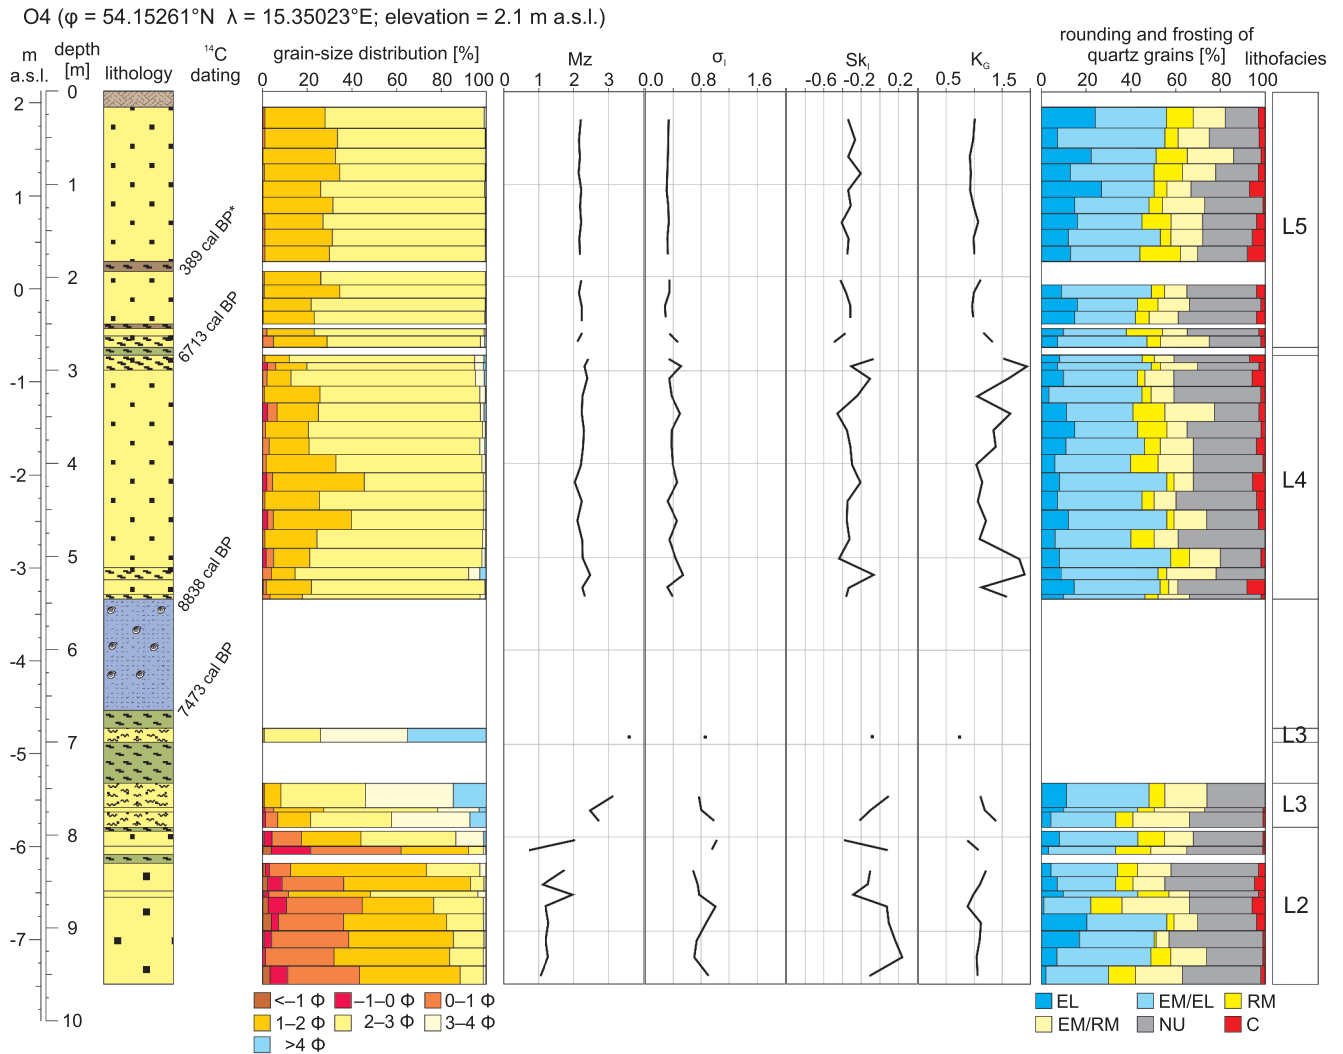 O4 (φ = 54.15261°N λ = 15.35023°E; elevation = 2.1 m a.s.l.)
m a.s.l.
depth [m]
lithology
¹⁴C dating
grain-size distribution [%]
0 20 40 60 80 100
Mz
0 1 2 3
σI
0.0 0.8 1.6
SkI
-0.6 -0.4 0.2
KG
0.5 1.5
rounding and frosting of quartz grains [%]
0 20 40 60 80 100
lithofacies
2
1
0
-1
-2
-3
-4
-5
-6
-7
0
1
2
3
4
5
6
7
8
9
10
389 cal BP*
6713 cal BP
8838 cal BP
7473 cal BP
L5
L4
L3
L3
L2
<–1 Φ
–1–0 Φ
0–1 Φ
1–2 Φ
2–3 Φ
3–4 Φ
>4 Φ
EL
EM/EL
RM
EM/RM
NU
C